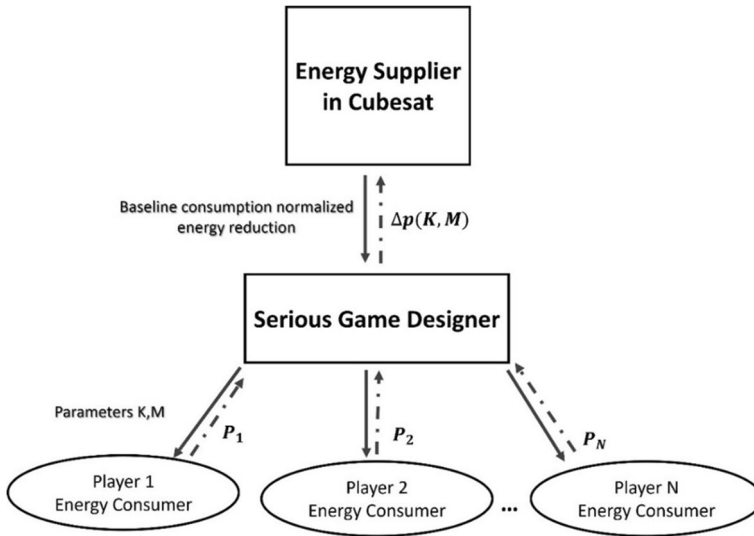 Energy Supplier
in Cubesat
Baseline consumption normalized
energy reduction
Δp(K, M)
Serious Game Designer
Parameters K,M
P₁
P₂
P_N
Player 1
Energy Consumer
Player 2
Energy Consumer
...
Player N
Energy Consumer